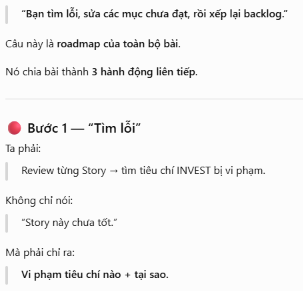 “Bạn tìm lỗi, sửa các mục chưa đạt, rồi xếp lại backlog.”
Câu này là roadmap của toàn bộ bài.
Nó chia bài thành 3 hành động liên tiếp.
Bước 1 — “Tìm lỗi”
Ta phải:
Review từng Story → tìm tiêu chí INVEST bị vi phạm.
Không chỉ nói:
“Story này chưa tốt.”
Mà phải chỉ ra:
Vi phạm tiêu chí nào + tại sao.